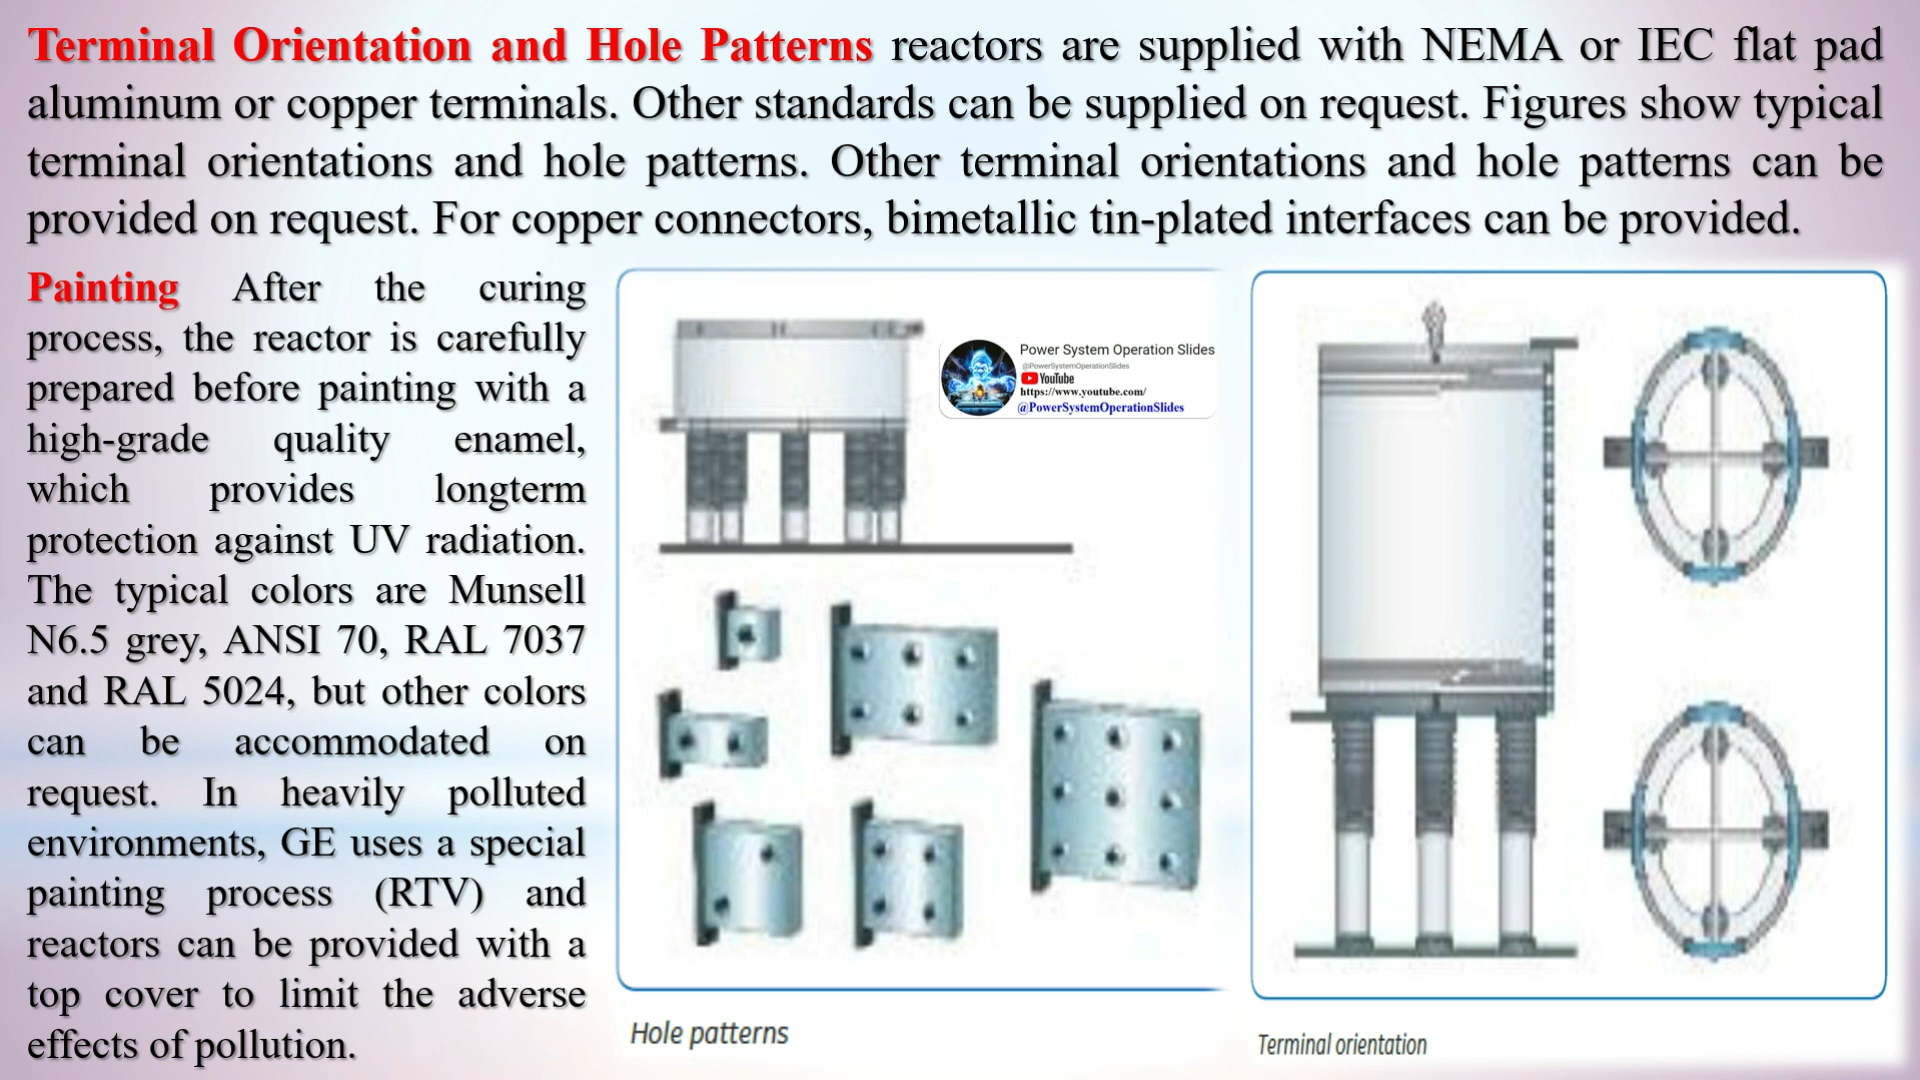 Terminal Orientation and Hole Patterns reactors are supplied with NEMA or IEC flat pad
aluminum or copper terminals. Other standards can be supplied on request. Figures show typical
terminal orientations and hole patterns. Other terminal orientations and hole patterns can be
provided on request. For copper connectors, bimetallic tin-plated interfaces can be provided.
Painting After the curing
process, the reactor is carefully
prepared before painting with a
high-grade quality enamel,
which provides longterm
protection against UV radiation.
The typical colors are Munsell
N6.5 grey, ANSI 70, RAL 7037
and RAL 5024, but other colors
can be accommodated on
request. In heavily polluted
environments, GE uses a special
painting process (RTV) and
reactors can be provided with a
top cover to limit the adverse
effects of pollution.
Power System Operation Slides
@PowerSystemOperationSlides
YouTube
https://www.youtube.com/
@PowerSystemOperationSlides
Hole patterns
Terminal orientation